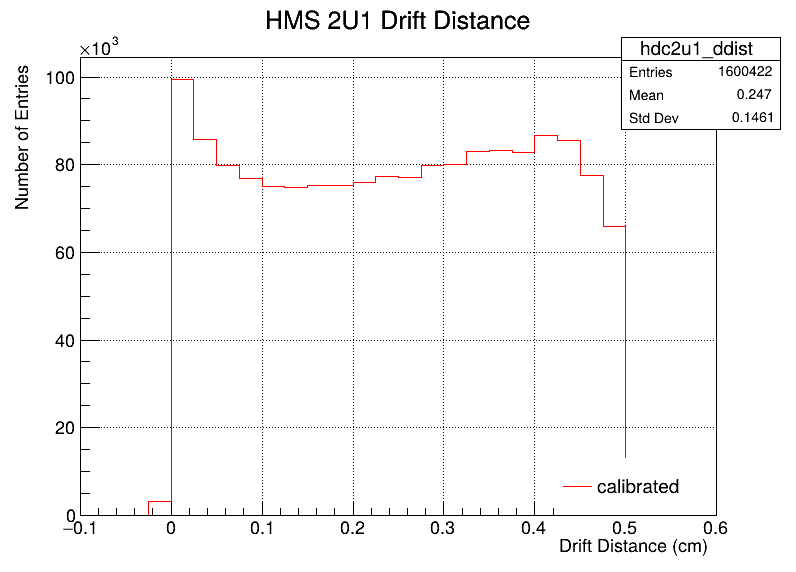 HMS 2U1 Drift Distance
×10³
hdc2u1_ddist
Entries 1600422
Mean 0.247
Std Dev 0.1461
Number of Entries
100
80
60
40
20
0
−0.1 0 0.1 0.2 0.3 0.4 0.5 0.6
Drift Distance (cm)
calibrated